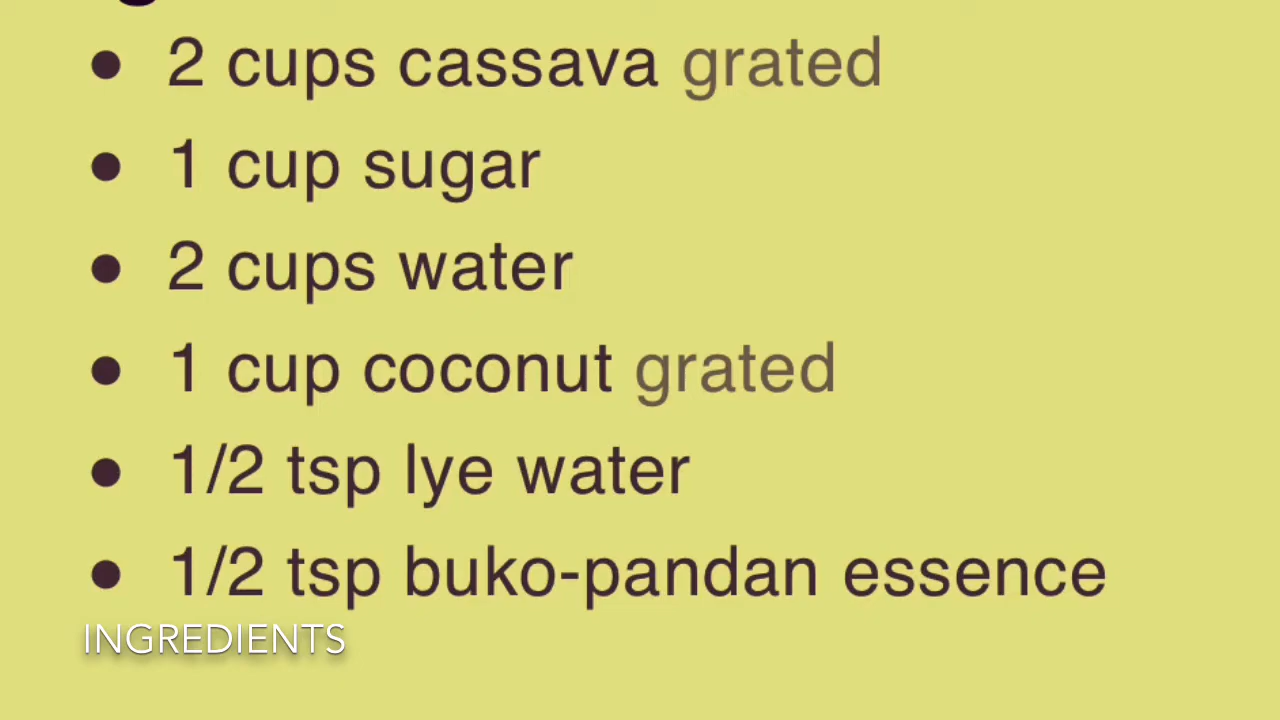 • 2 cups cassava grated
• 1 cup sugar
• 2 cups water
• 1 cup coconut grated
• 1/2 tsp lye water
• 1/2 tsp buko-pandan essence
INGREDIENTS